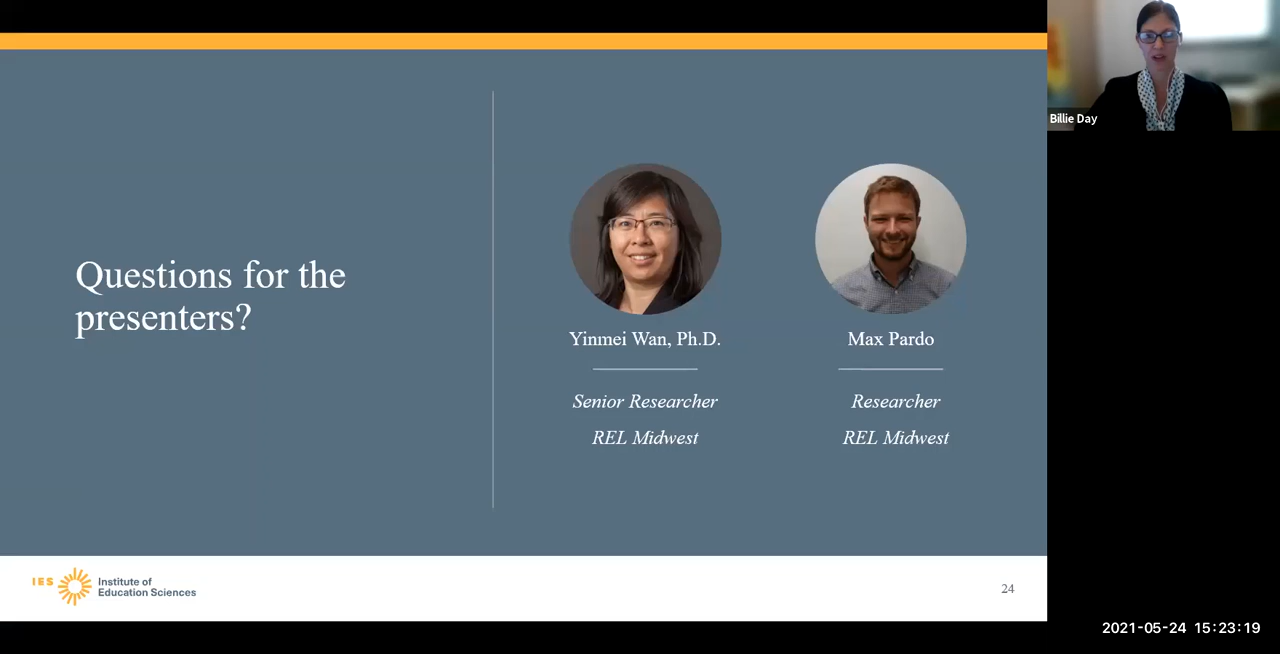 Questions for the
presenters?
Yinmei Wan, Ph.D.
Senior Researcher
REL Midwest
Max Pardo
Researcher
REL Midwest
IES
Institute of
Education Sciences
24
Billie Day
2021-05-24 15:23:19